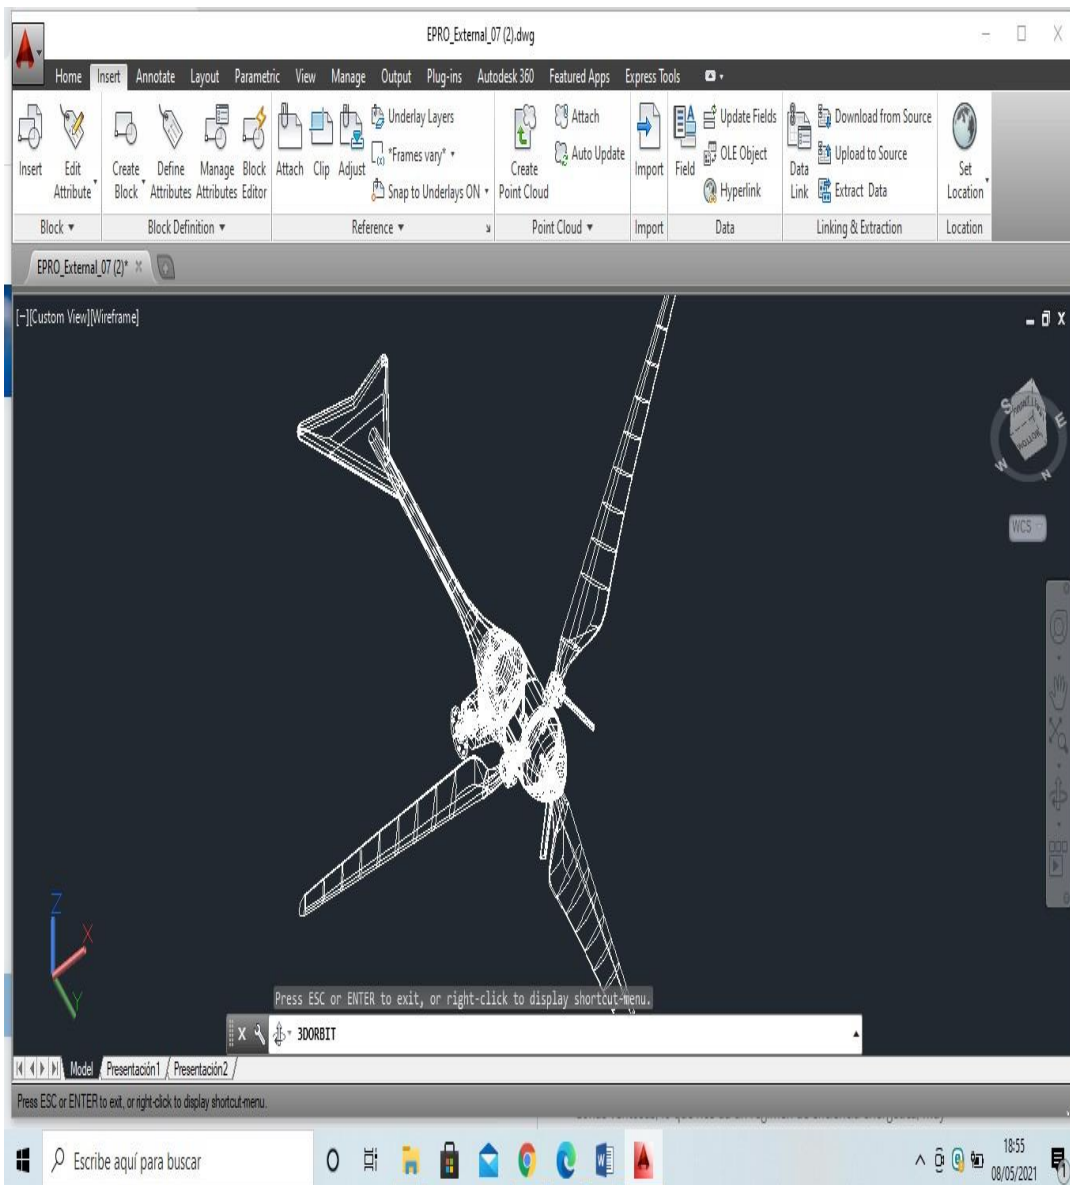 EPRO_External_07 (2).dwg
Home Insert Annotate Layout Parametric View Manage Output Plug-ins Autodesk 360 Featured Apps Express Tools
Insert
Edit Attribute
Create Block
Define Attributes
Manage Attributes
Block Editor
Attach
Clip
Adjust
Underlay Layers
*Frames vary*
Snap to Underlays ON
Create Point Cloud
Attach
Auto Update
Import
Field
Update Fields
OLE Object
Hyperlink
Data Link
Download from Source
Upload to Source
Extract Data
Set Location
Block Block Definition Reference Point Cloud Import Data Linking & Extraction Location
EPRO_External_07 (2)*
[−][Custom View][Wireframe]
S
E
W
N
WCS
Z
X
Y
Press ESC or ENTER to exit, or right-click to display shortcut-menu.
3DORBIT
Model Presentación1 Presentación2
Press ESC or ENTER to exit, or right-click to display shortcut-menu.
Escribe aquí para buscar
18:55
08/05/2021
1